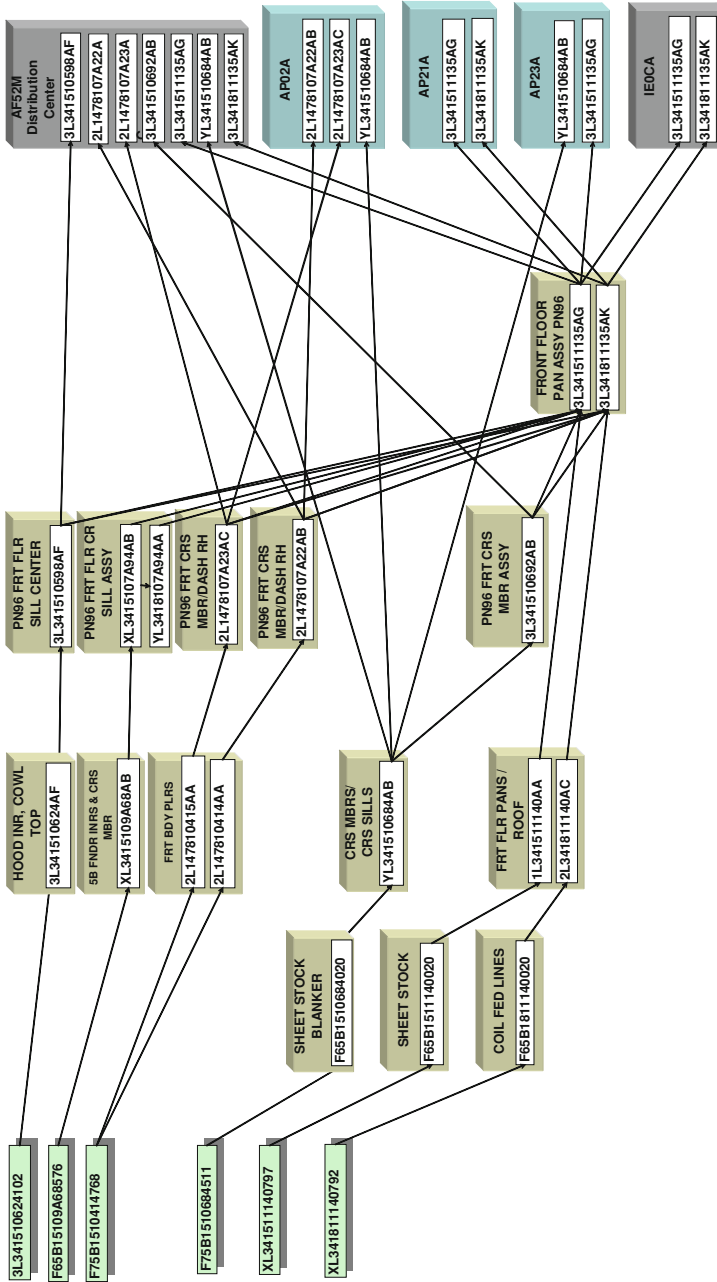 3L341510624102
F65B15109A68576
F75B1510414768
F75B1510684511
XL341511140797
XL341811140792
SHEET STOCK
BLANKER
F65B1510684020
SHEET STOCK
F65B1511140020
COIL FED LINES
F65B1811140020
HOOD INR, COWL
TOP
3L341510624AF
5B FNDR INRS & CRS
MBR
XL3415109A68AB
FRT BDY PLRS
2L147810415AA
2L147810414AA
CRS MBRS/
CRS SILLS
YL341510684AB
FRT FLR PANS /
ROOF
1L341511140AA
2L341811140AC
PN96 FRT FLR
SILL CENTER
3L341510598AF
PN96 FRT FLR CR
SILL ASSY
XL3415107A94AB
YL3418107A94AA
PN96 FRT CRS
MBR/DASH RH
2L1478107A23AC
PN96 FRT CRS
MBR/DASH RH
2L1478107A22AB
PN96 FRT CRS
MBR ASSY
3L341510692AB
FRONT FLOOR
PAN ASSY PN96
3L341511135AG
3L341811135AK
AF52M
Distribution
Center
3L341510598AF
2L1478107A22A
2L1478107A23A
C
3L341510692AB
3L341511135AG
YL341510684AB
3L341811135AK
AP02A
2L1478107A22AB
2L1478107A23AC
YL341510684AB
AP21A
3L341511135AG
3L341811135AK
AP23A
YL341510684AB
3L341511135AG
IE0CA
3L341511135AG
3L341811135AK